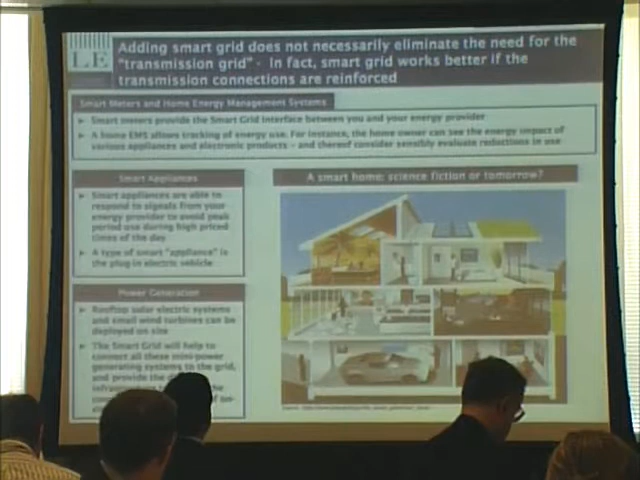 LE
Adding smart grid does not necessarily eliminate the need for the
"transmission grid" - In fact, smart grid works better if the
transmission connections are reinforced
Smart Meters and Home Energy Management Systems
Smart meters provide the Smart Grid interface between you and your energy provider
A home EMS allows tracking of energy use. For instance, the home owner can see the energy impact of
various appliances and electronic products – and thereof consider sensibly evaluate reductions in use
Smart Appliances
Smart appliances are able to
respond to signals from your
energy provider to avoid peak
period use during high priced
times of the day
A type of smart "appliance" is
the plug in electric vehicle
A smart home: science fiction or tomorrow?
Power Generation
Rooftop solar electric systems
and small wind turbines can be
deployed on site
The Smart Grid will help to
connect all these mini-power
generating systems to the grid,
and provide the
the
of on-